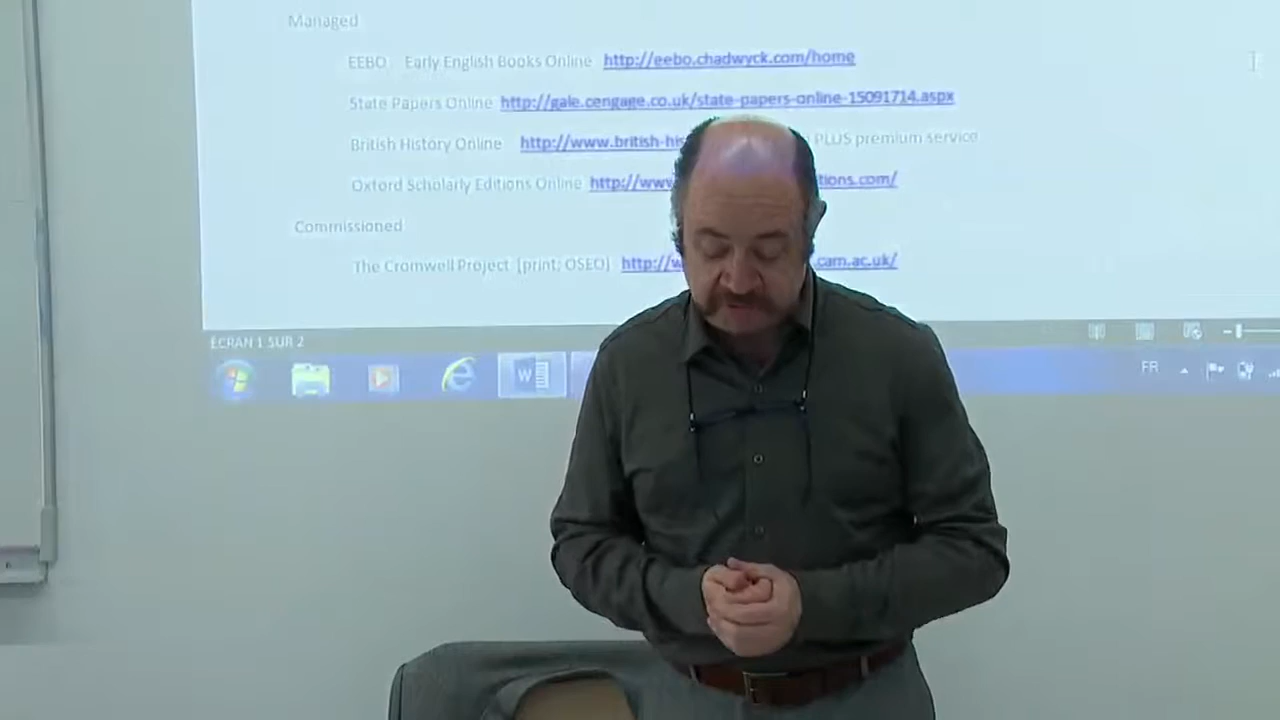 Managed
EEBO Early English Books Online http://eebo.chadwyck.com/home
State Papers Online http://gale.cengage.co.uk/state-papers-online-15091714.aspx
British History Online http://www.british-his PLUS premium service
Oxford Scholarly Editions Online http://www tions.com/
Commissioned
The Cromwell Project [print; OSEO] http://w .cam.ac.uk/
ÉCRAN 1 SUR 2
W
FR